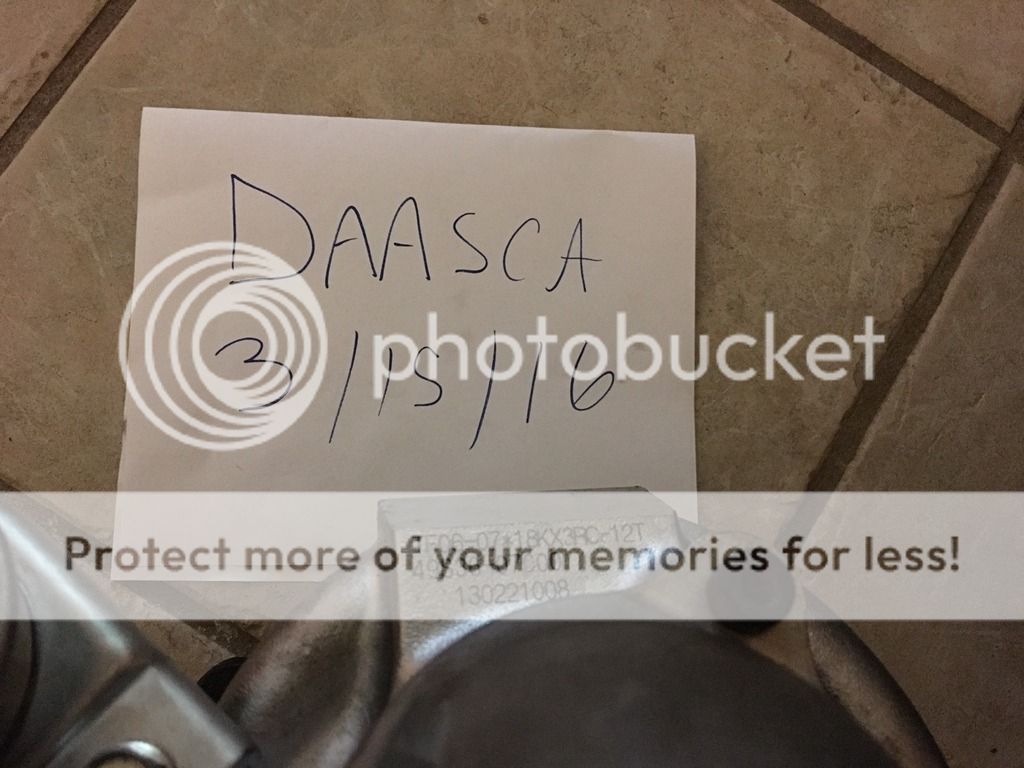 DAASCA
3/15/16
photobucket
Protect more of your memories for less!
130221008